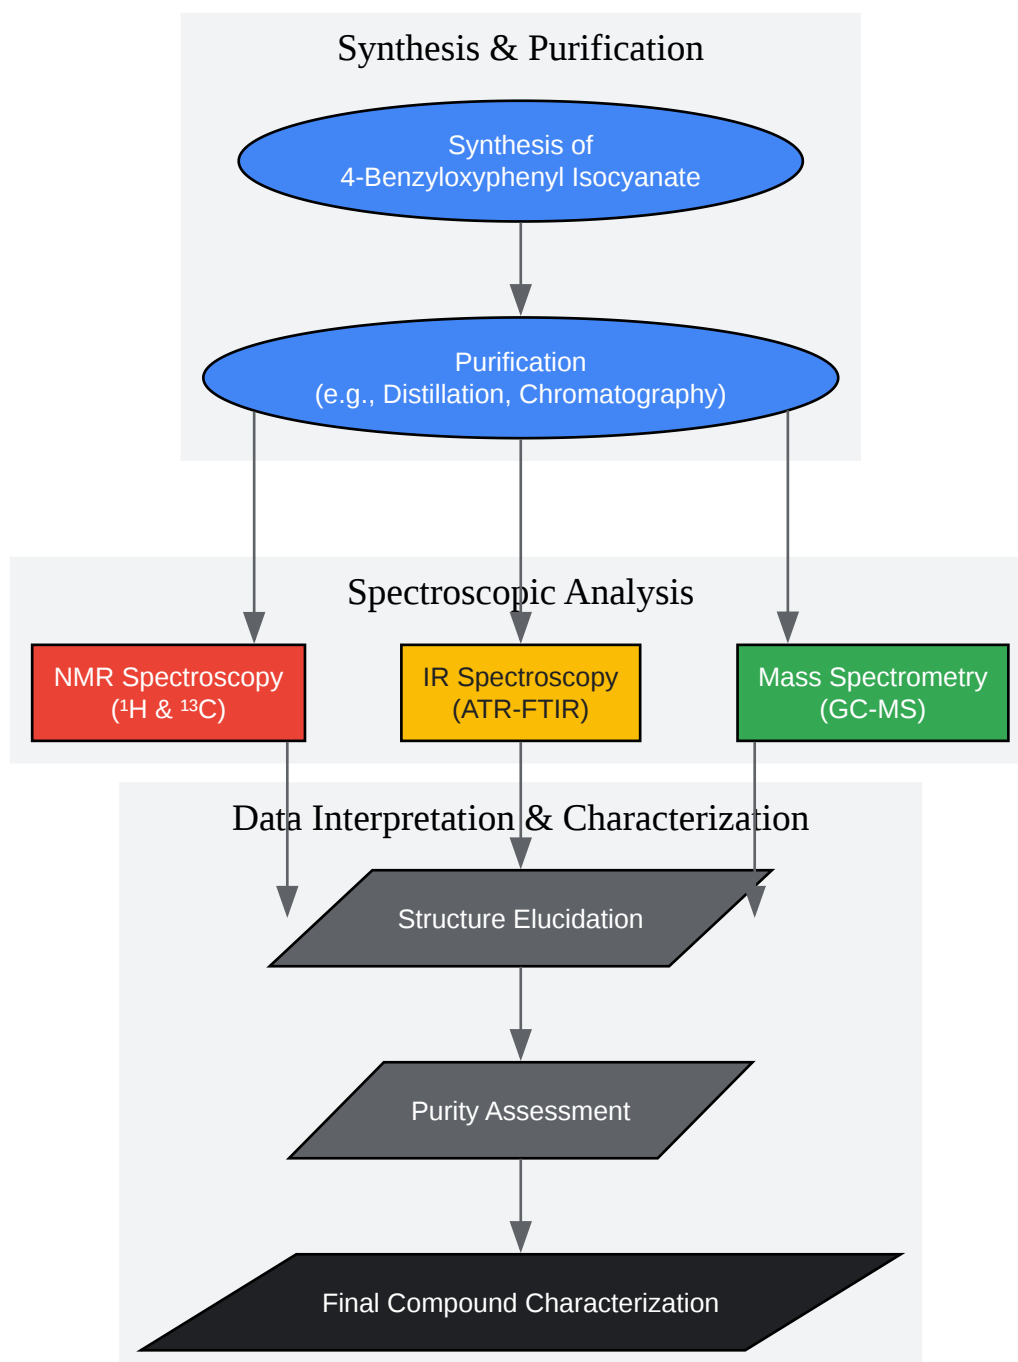 Synthesis & Purification
Synthesis of
4-Benzyloxyphenyl Isocyanate
Purification
(e.g., Distillation, Chromatography)
Spectroscopic Analysis
NMR Spectroscopy
(¹H & ¹³C)
IR Spectroscopy
(ATR-FTIR)
Mass Spectrometry
(GC-MS)
Data Interpretation & Characterization
Structure Elucidation
Purity Assessment
Final Compound Characterization